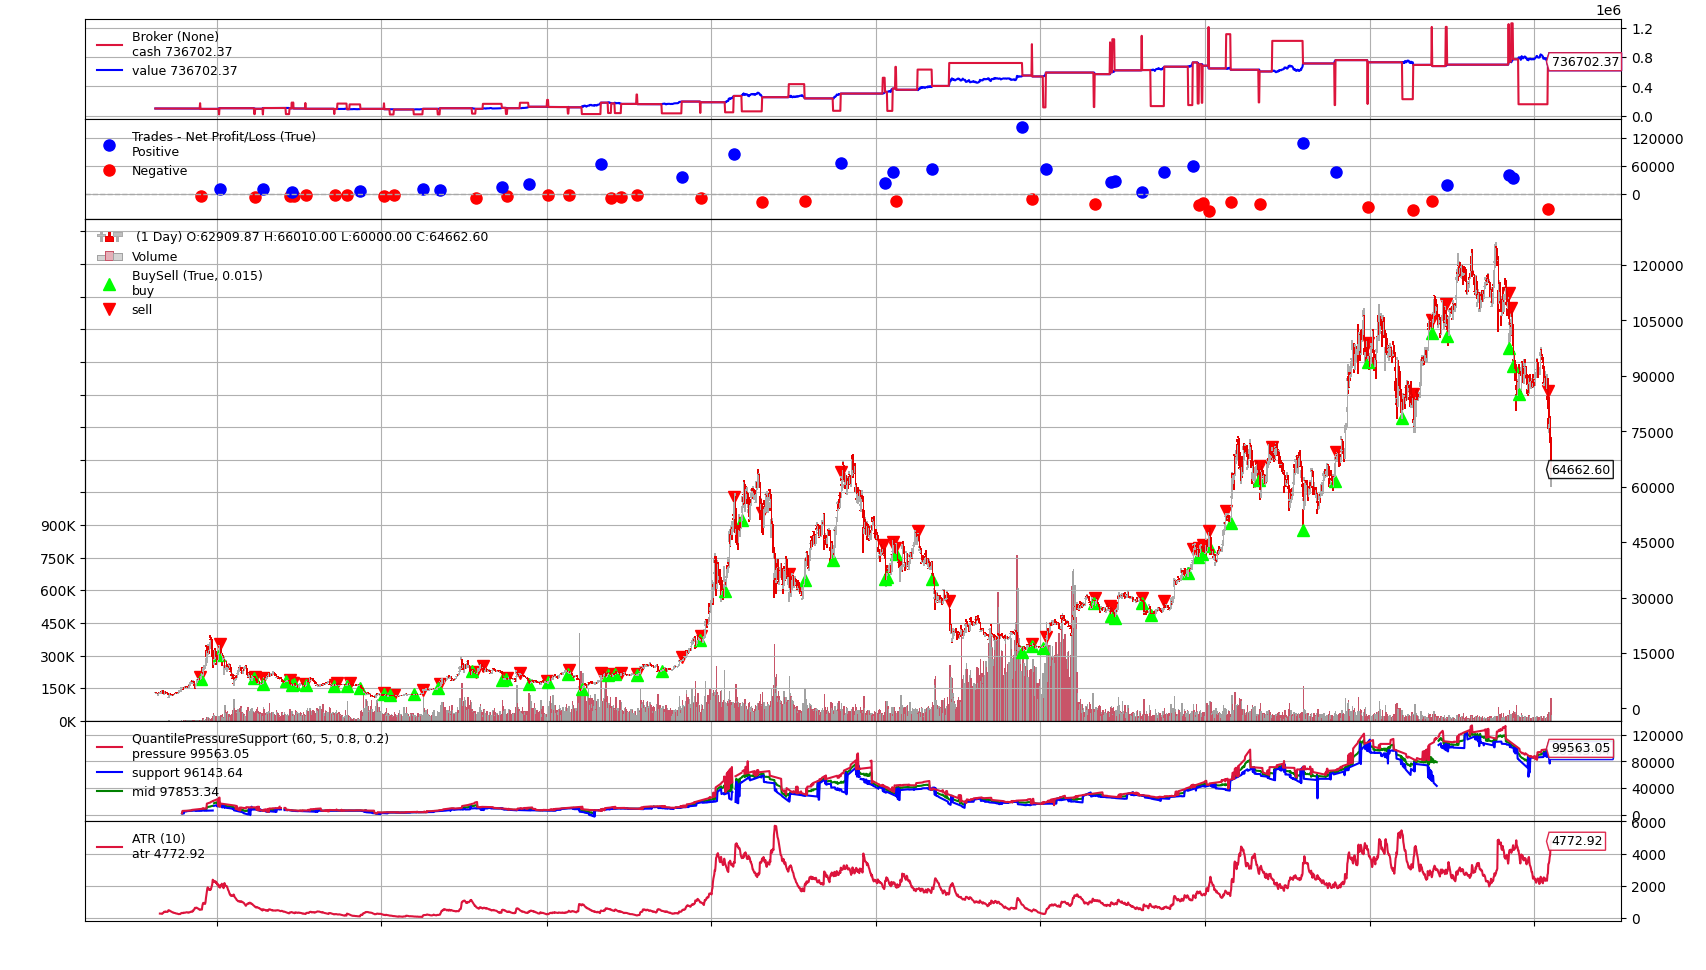 1e6
Broker (None)
cash 736702.37
value 736702.37
1.2
0.8
0.4
0.0
736702.37
Trades - Net Profit/Loss (True)
Positive
Negative
120000
60000
0
(1 Day) O:62909.87 H:66010.00 L:60000.00 C:64662.60
Volume
BuySell (True, 0.015)
buy
sell
900K
750K
600K
450K
300K
150K
0K
120000
105000
90000
75000
60000
45000
30000
15000
0
64662.60
QuantilePressureSupport (60, 5, 0.8, 0.2)
pressure 99563.05
support 96143.64
mid 97853.34
120000
80000
40000
0
99563.05
ATR (10)
atr 4772.92
6000
4000
2000
0
4772.92